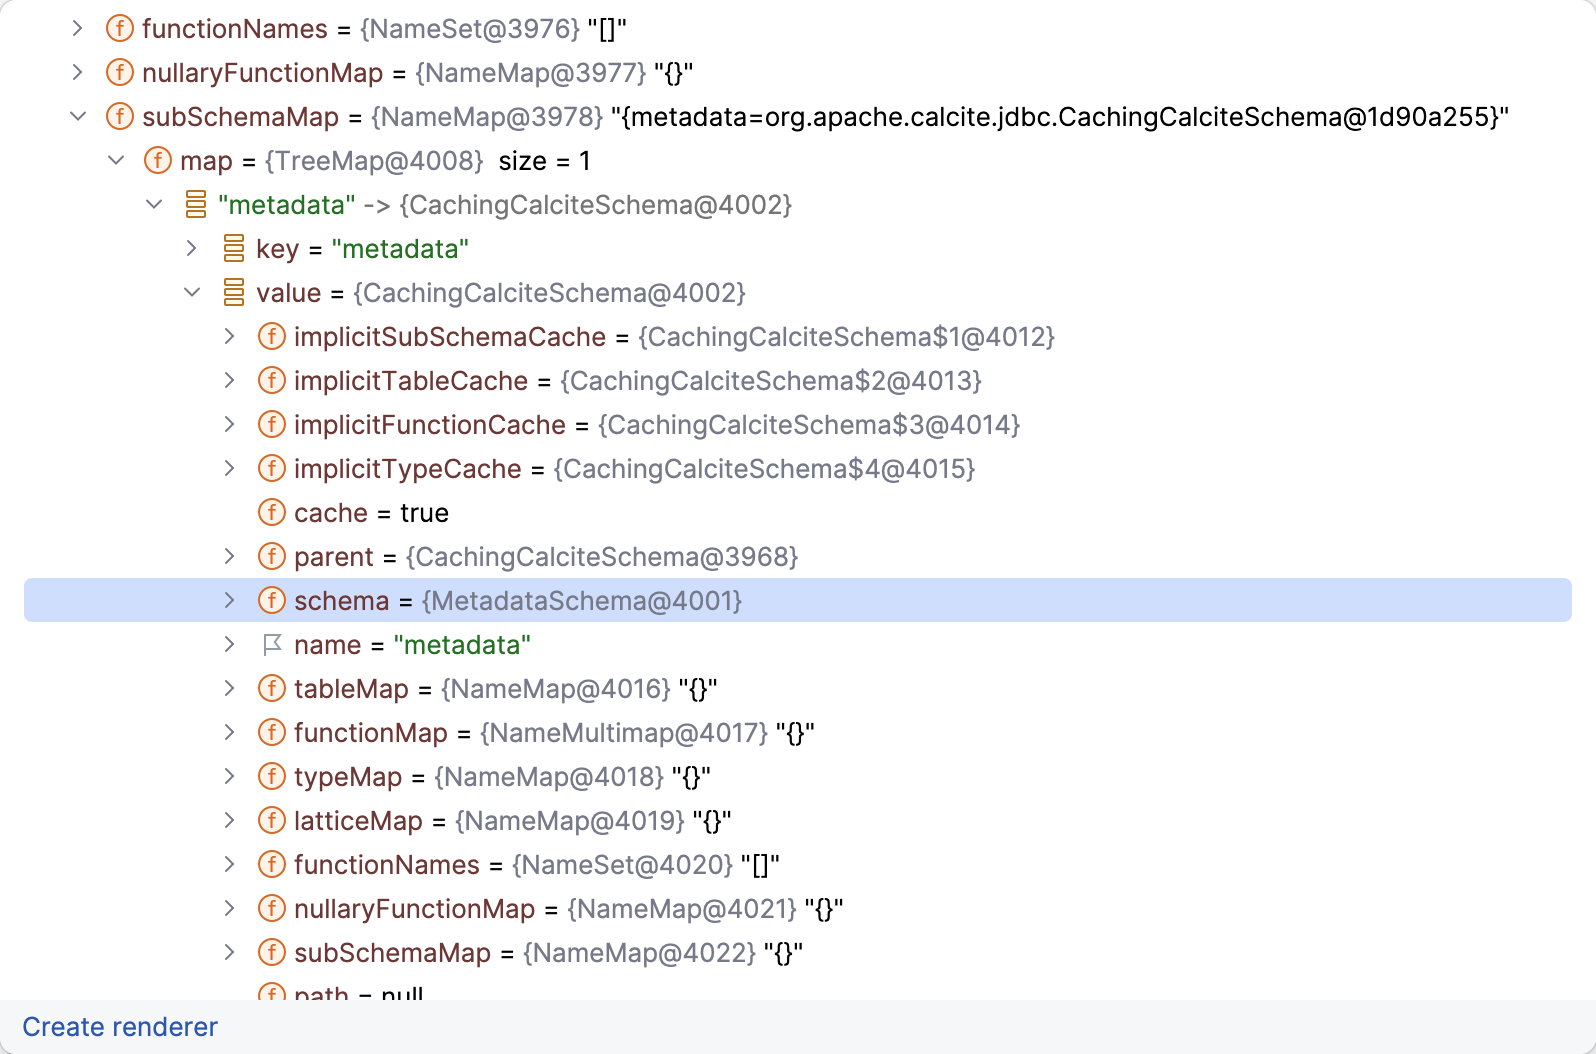 functionNames = {NameSet@3976} "[]"
nullaryFunctionMap = {NameMap@3977} "{}"
subSchemaMap = {NameMap@3978} "{metadata=org.apache.calcite.jdbc.CachingCalciteSchema@1d90a255}"
map = {TreeMap@4008} size = 1
"metadata" -> {CachingCalciteSchema@4002}
key = "metadata"
value = {CachingCalciteSchema@4002}
implicitSubSchemaCache = {CachingCalciteSchema$1@4012}
implicitTableCache = {CachingCalciteSchema$2@4013}
implicitFunctionCache = {CachingCalciteSchema$3@4014}
implicitTypeCache = {CachingCalciteSchema$4@4015}
cache = true
parent = {CachingCalciteSchema@3968}
schema = {MetadataSchema@4001}
name = "metadata"
tableMap = {NameMap@4016} "{}"
functionMap = {NameMultimap@4017} "{}"
typeMap = {NameMap@4018} "{}"
latticeMap = {NameMap@4019} "{}"
functionNames = {NameSet@4020} "[]"
nullaryFunctionMap = {NameMap@4021} "{}"
subSchemaMap = {NameMap@4022} "{}"
path = null
Create renderer